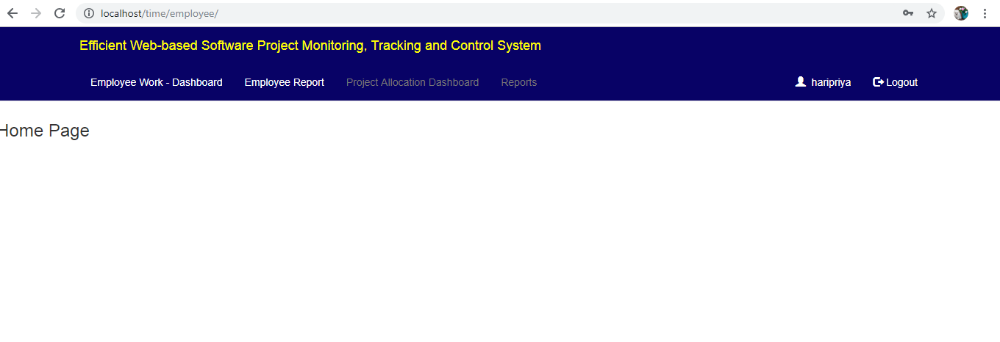 localhost/time/employee/
Efficient Web-based Software Project Monitoring, Tracking and Control System
Employee Work - Dashboard Employee Report Project Allocation Dashboard Reports haripriya Logout
Home Page